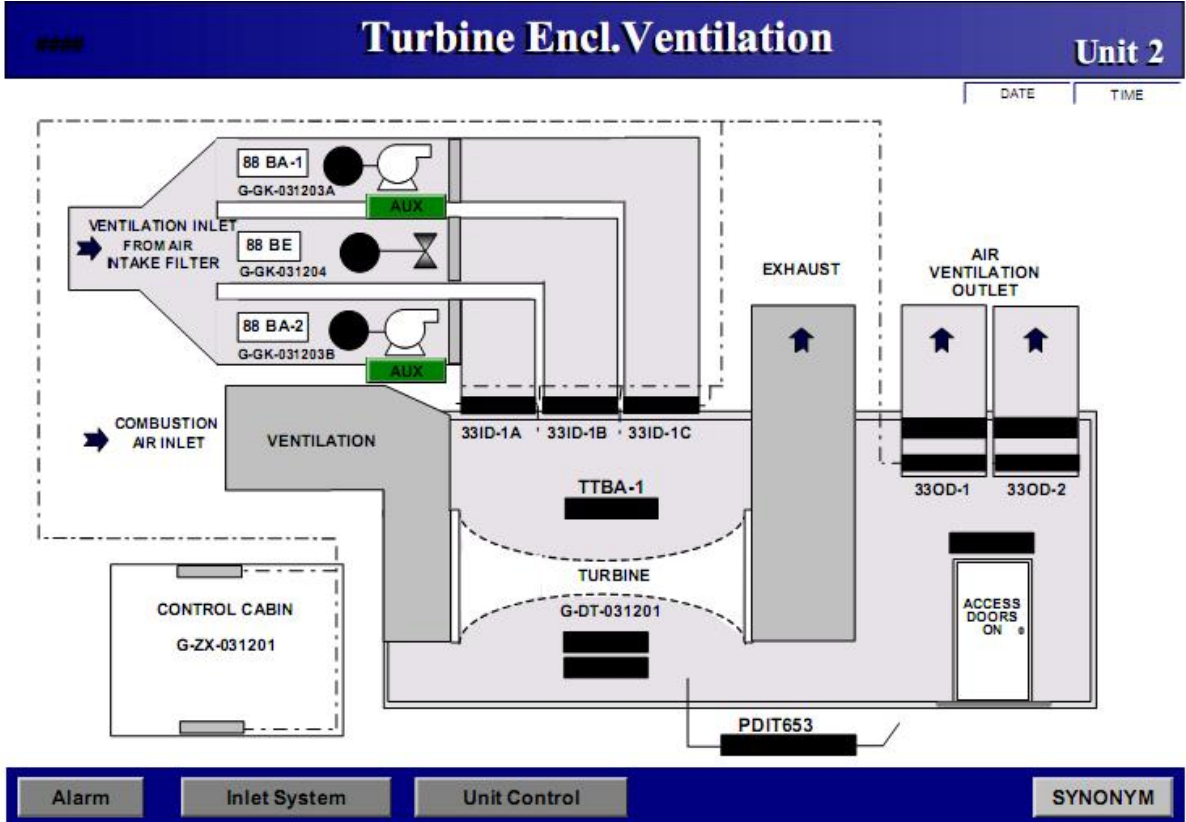 ####
Turbine Encl.Ventilation
Unit 2
DATE
TIME
88 BA-1
G-GK-031203A
AUX
VENTILATION INLET
FROM AIR
INTAKE FILTER
88 BE
G-GK-031204
88 BA-2
G-GK-031203B
AUX
EXHAUST
AIR
VENTILATION
OUTLET
COMBUSTION
AIR INLET
VENTILATION
33ID-1A
33ID-1B
33ID-1C
33OD-1
33OD-2
TTBA-1
TURBINE
G-DT-031201
CONTROL CABIN
G-ZX-031201
ACCESS
DOORS
ON
PDIT653
Alarm
Inlet System
Unit Control
SYNONYM